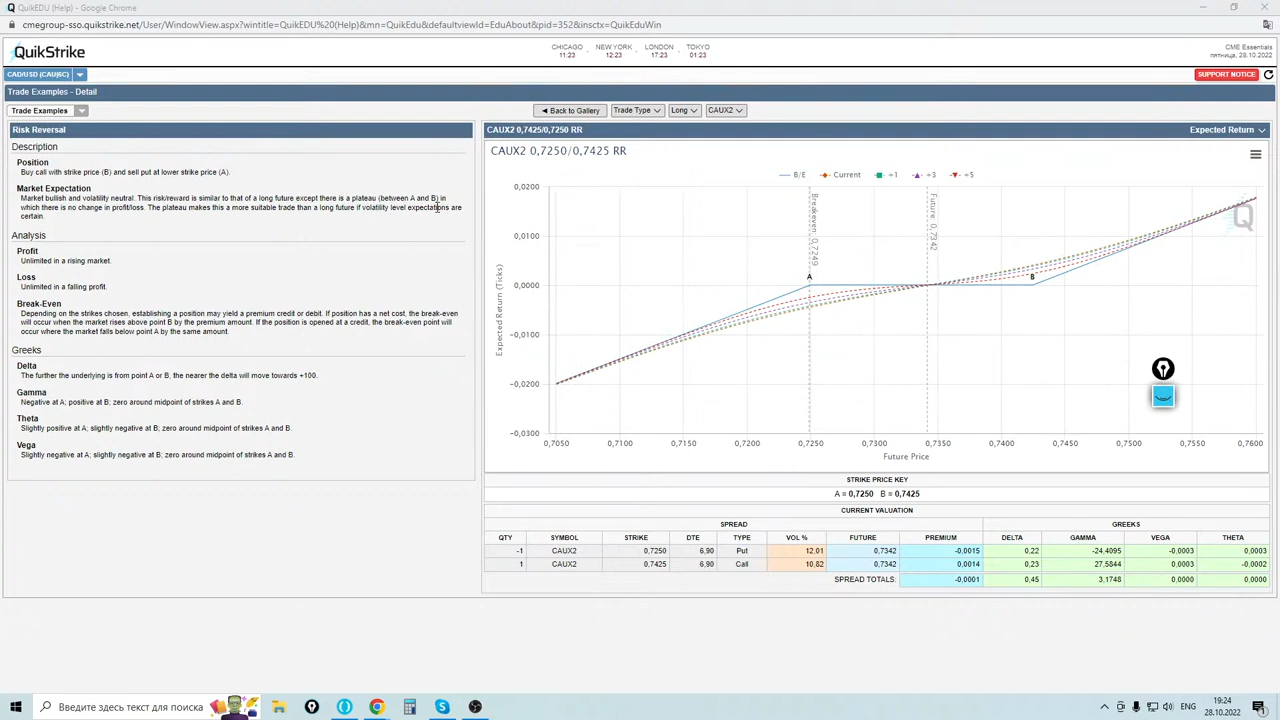 QuikEDU (Help) - Google Chrome
cmegroup-sso.quikstrike.net/User/WindowView.aspx?wintitle=QuikEDU%20(Help)&mn=QuikEdu&defaultviewId=EduAbout&pid=352&insctx=QuikEduWin
QuikStrike
CHICAGO NEW YORK LONDON TOKYO
11:23 12:23 17:23 01:23
CME Essentials
пятница, 28.10.2022
CAD/USD (CAU|6C)
SUPPORT NOTICE
Trade Examples - Detail
Trade Examples
◄ Back to Gallery Trade Type Long CAUX2
Risk Reversal
Description
Position
Buy call with strike price (B) and sell put at lower strike price (A).
Market Expectation
Market bullish and volatility neutral. This risk/reward is similar to that of a long future except there is a plateau (between A and B) in
which there is no change in profit/loss. The plateau makes this a more suitable trade than a long future if volatility level expectations are
certain.
Analysis
Profit
Unlimited in a rising market.
Loss
Unlimited in a falling profit.
Break-Even
Depending on the strikes chosen, establishing a position may yield a premium credit or debit. If position has a net cost, the break-even
will occur when the market rises above point B by the premium amount. If the position is opened at a credit, the break-even point will
occur where the market falls below point A by the same amount.
Greeks
Delta
The further the underlying is from point A or B, the nearer the delta will move towards +100.
Gamma
Negative at A; positive at B; zero around midpoint of strikes A and B.
Theta
Slightly positive at A; slightly negative at B; zero around midpoint of strikes A and B.
Vega
Slightly negative at A; slightly negative at B; zero around midpoint of strikes A and B.
CAUX2 0,7425/0,7250 RR
Expected Return
CAUX2 0,7250/0,7425 RR
B/E Current +1 +3 +5
0,0200
0,0100
0,0000
−0,0100
−0,0200
−0,0300
Expected Return (Ticks)
Breakeven: 0,7249
Future: 0,7342
A
B
Q
0,7050 0,7100 0,7150 0,7200 0,7250 0,7300 0,7350 0,7400 0,7450 0,7500 0,7550 0,7600
Future Price
STRIKE PRICE KEY
A = 0,7250 B = 0,7425
CURRENT VALUATION
SPREAD GREEKS
QTY SYMBOL STRIKE DTE TYPE VOL % FUTURE PREMIUM DELTA GAMMA VEGA THETA
-1 CAUX2 0,7250 6,90 Put 12,01 0,7342 -0,0015 0,22 -24.4095 -0,0003 0,0003
1 CAUX2 0,7425 6,90 Call 10,82 0,7342 0,0014 0,23 27.5844 0,0003 -0,0002
SPREAD TOTALS: -0,0001 0,45 3.1748 0,0000 0,0000
Введите здесь текст для поиска
ENG
19:24
28.10.2022
1